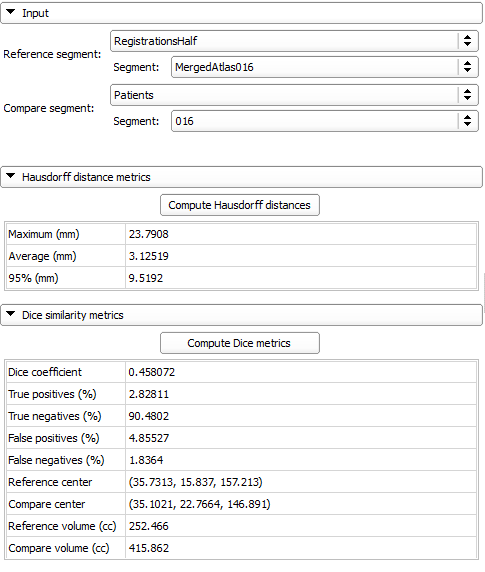 Input
Reference segment:
RegistrationsHalf
Segment: MergedAtlas016
Compare segment:
Patients
Segment: 016
Hausdorff distance metrics
Compute Hausdorff distances
Maximum (mm) 23.7908
Average (mm) 3.12519
95% (mm) 9.5192
Dice similarity metrics
Compute Dice metrics
Dice coefficient 0.458072
True positives (%) 2.82811
True negatives (%) 90.4802
False positives (%) 4.85527
False negatives (%) 1.8364
Reference center (35.7313, 15.837, 157.213)
Compare center (35.1021, 22.7664, 146.891)
Reference volume (cc) 252.466
Compare volume (cc) 415.862